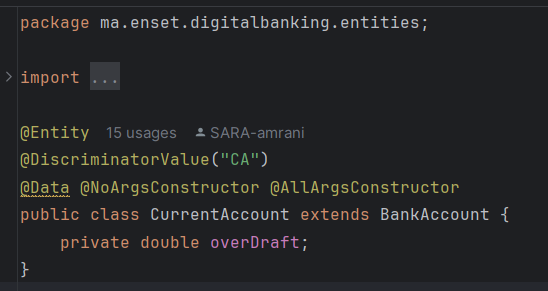 package ma.enset.digitalbanking.entities;
import ...
@Entity 15 usages SARA-amrani
@DiscriminatorValue("CA")
@Data @NoArgsConstructor @AllArgsConstructor
public class CurrentAccount extends BankAccount {
    private double overDraft;
}